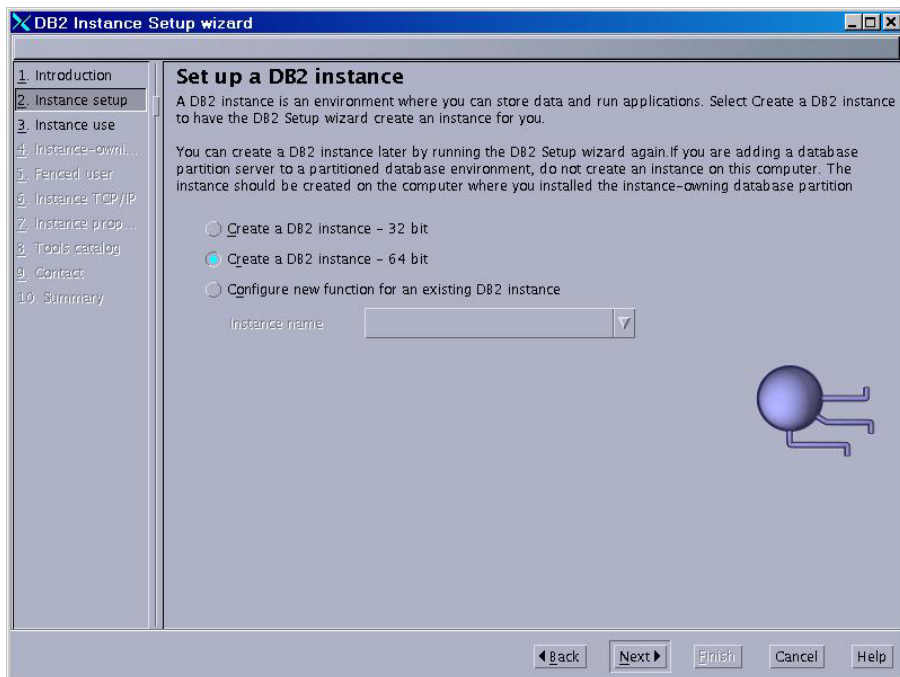 DB2 Instance Setup wizard
1. Introduction
2. Instance setup
3. Instance use
4. Instance-owni...
5. Fenced user
6. Instance TCP/IP
7. Instance prop...
8. Tools catalog
9. Contact
10. Summary
Set up a DB2 instance
A DB2 instance is an environment where you can store data and run applications. Select Create a DB2 instance
to have the DB2 Setup wizard create an instance for you.
You can create a DB2 instance later by running the DB2 Setup wizard again.If you are adding a database
partition server to a partitioned database environment, do not create an instance on this computer. The
instance should be created on the computer where you installed the instance-owning database partition
Create a DB2 instance - 32 bit
Create a DB2 instance - 64 bit
Configure new function for an existing DB2 instance
Instance name
Back
Next
Finish
Cancel
Help